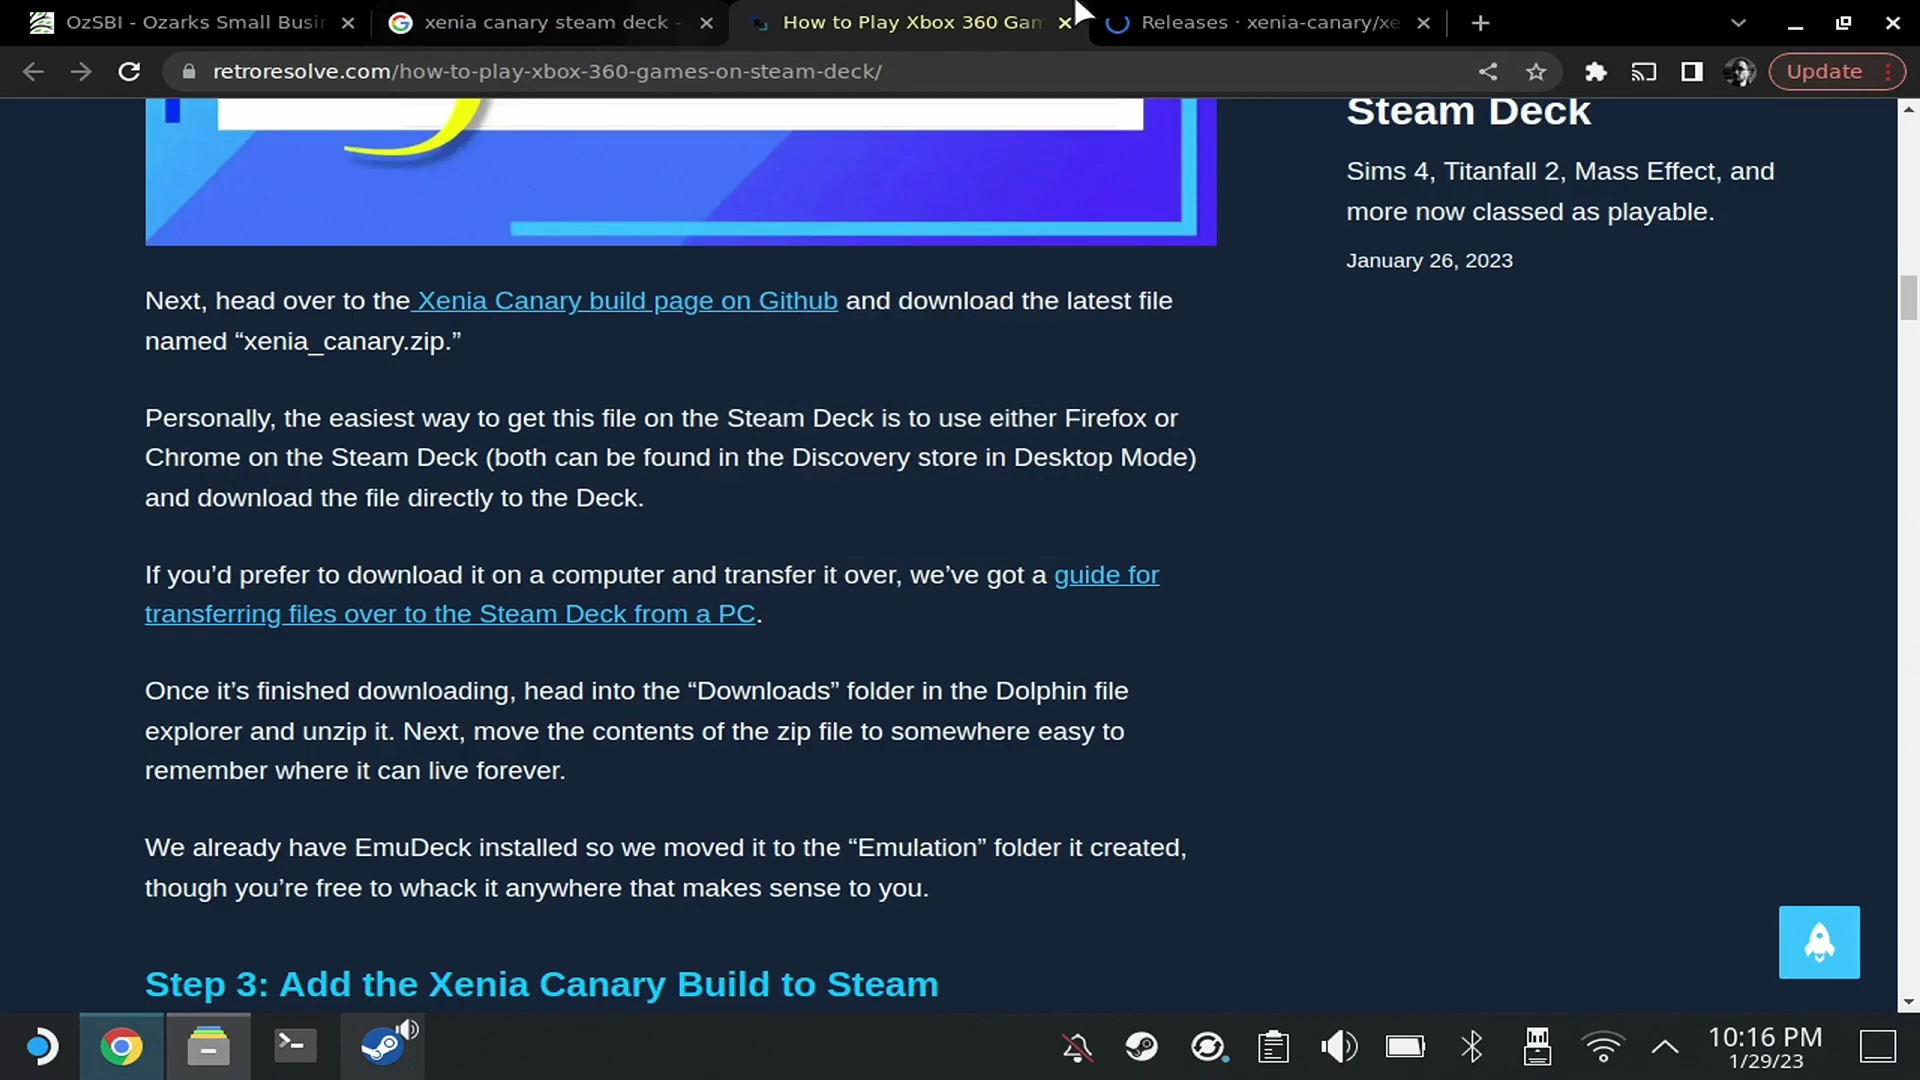 OzSBI - Ozarks Small Busin
xenia canary steam deck -
How to Play Xbox 360 Gam
Releases · xenia-canary/xe
retroresolve.com/how-to-play-xbox-360-games-on-steam-deck/
Update
Steam Deck
Sims 4, Titanfall 2, Mass Effect, and
more now classed as playable.
January 26, 2023
Next, head over to the Xenia Canary build page on Github and download the latest file
named “xenia_canary.zip.”
Personally, the easiest way to get this file on the Steam Deck is to use either Firefox or
Chrome on the Steam Deck (both can be found in the Discovery store in Desktop Mode)
and download the file directly to the Deck.
If you’d prefer to download it on a computer and transfer it over, we’ve got a guide for
transferring files over to the Steam Deck from a PC.
Once it’s finished downloading, head into the “Downloads” folder in the Dolphin file
explorer and unzip it. Next, move the contents of the zip file to somewhere easy to
remember where it can live forever.
We already have EmuDeck installed so we moved it to the “Emulation” folder it created,
though you’re free to whack it anywhere that makes sense to you.
Step 3: Add the Xenia Canary Build to Steam
10:16 PM
1/29/23